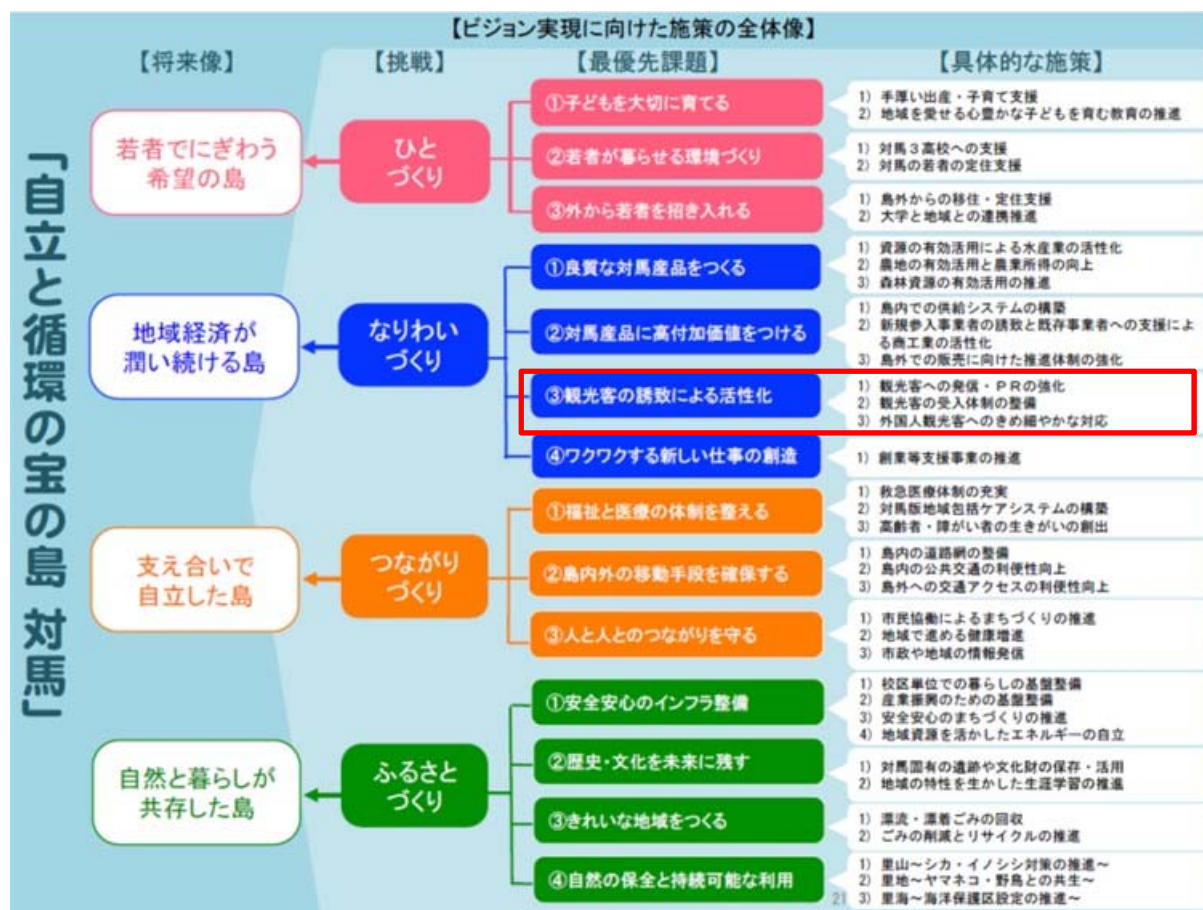 【ビジョン実現に向けた施策の全体像】
【将来像】
【挑戦】
【最優先課題】
【具体的な施策】
「自立と循環の宝の島 対馬」
若者でにぎわう
希望の島
ひと
づくり
①子どもを大切に育てる
1) 手厚い出産・子育て支援
2) 地域を愛せる心豊かな子どもを育む教育の推進
②若者が暮らせる環境づくり
1) 対馬3高校への支援
2) 対馬の若者の定住支援
③外から若者を招き入れる
1) 島外からの移住・定住支援
2) 大学と地域との連携推進
地域経済が
潤い続ける島
なりわい
づくり
①良質な対馬産品をつくる
1) 資源の有効活用による水産業の活性化
2) 農地の有効活用と農業所得の向上
3) 森林資源の有効活用の推進
②対馬産品に高付加価値をつける
1) 島内での供給システムの構築
2) 新規参入事業者の誘致と既存事業者への支援によ
る商工業の活性化
3) 島外での販売に向けた推進体制の強化
③観光客の誘致による活性化
1) 観光客への発信・PRの強化
2) 観光客の受入体制の整備
3) 外国人観光客へのきめ細やかな対応
④ワクワクする新しい仕事の創造
1) 創業等支援事業の推進
支え合いで
自立した島
つながり
づくり
①福祉と医療の体制を整える
1) 救急医療体制の充実
2) 対馬版地域包括ケアシステムの構築
3) 高齢者・障がい者の生きがいの創出
②島内外の移動手段を確保する
1) 島内の道路網の整備
2) 島内の公共交通の利便性向上
3) 島外への交通アクセスの利便性向上
③人と人とのつながりを守る
1) 市民協働によるまちづくりの推進
2) 地域で進める健康増進
3) 市政や地域の情報発信
自然と暮らしが
共存した島
ふるさと
づくり
①安全安心のインフラ整備
1) 校区単位での暮らしの基盤整備
2) 産業振興のための基盤整備
3) 安全安心のまちづくりの推進
4) 地域資源を活かしたエネルギーの自立
②歴史・文化を未来に残す
1) 対馬固有の遺跡や文化財の保存・活用
2) 地域の特性を生かした生涯学習の推進
③きれいな地域をつくる
1) 漂流・漂着ごみの回収
2) ごみの削減とリサイクルの推進
④自然の保全と持続可能な利用
1) 里山~シカ・イノシシ対策の推進~
2) 里地~ヤマネコ・野鳥との共生~
3) 里海~海洋保護区設定の推進~
21